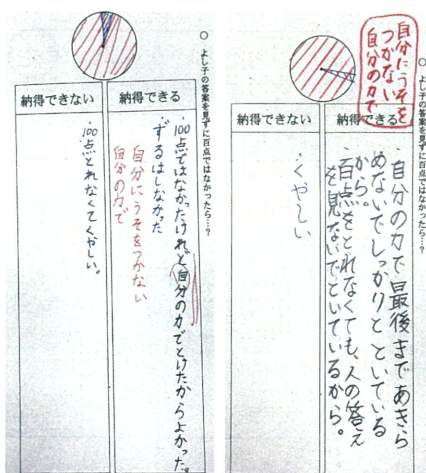 ○ よし子の答案を見ずに百点ではなかったら…?
自分にうそを
つかない
自分の力で
納得できる
・自分の力で最後まであきら
めないでしっかりとといている
から。
・百点をとれなくても、人の答え
を見ないでといているから。
納得できない
・くやしい
○ よし子の答案を見ずに百点ではなかったら…?
納得できる
・100点ではなかったけれど自分の力でとけたからよかった。
ずるはしなかった
自分にうそをつかない
自分の力で
納得できない
・100点とれなくてくやしい。